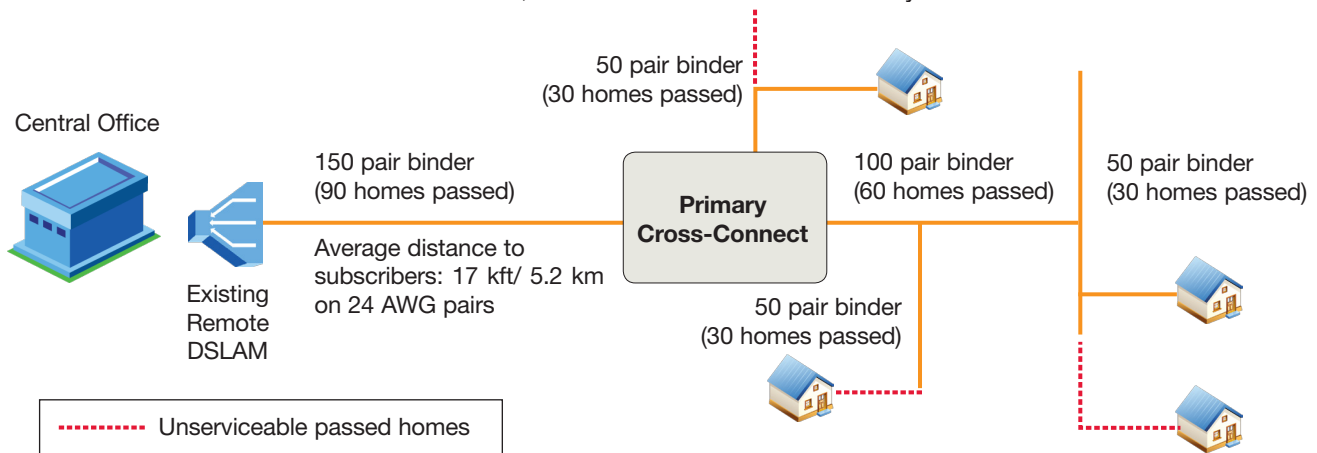 50 pair binder
(30 homes passed)
Central Office
150 pair binder
(90 homes passed)
100 pair binder
(60 homes passed)
50 pair binder
(30 homes passed)
Primary
Cross-Connect
Average distance to
subscribers: 17 kft/ 5.2 km
on 24 AWG pairs
Existing
Remote
DSLAM
50 pair binder
(30 homes passed)
Unserviceable passed homes